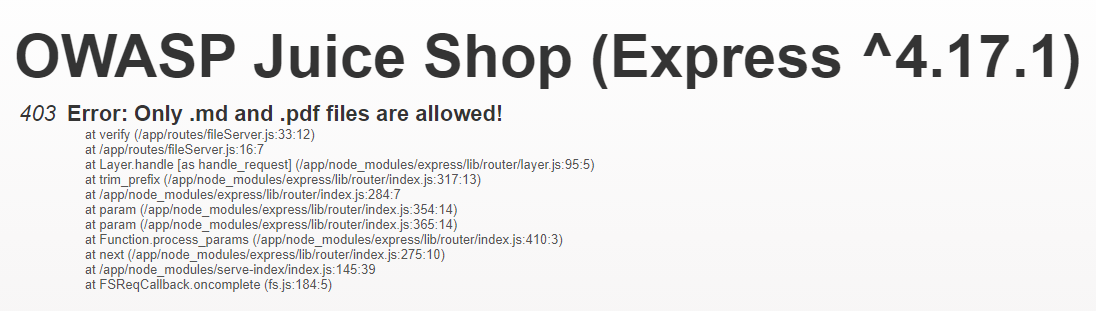 OWASP Juice Shop (Express ^4.17.1)
403 Error: Only .md and .pdf files are allowed!
at verify (/app/routes/fileServer.js:33:12)
at /app/routes/fileServer.js:16:7
at Layer.handle [as handle_request] (/app/node_modules/express/lib/router/layer.js:95:5)
at trim_prefix (/app/node_modules/express/lib/router/index.js:317:13)
at /app/node_modules/express/lib/router/index.js:284:7
at param (/app/node_modules/express/lib/router/index.js:354:14)
at param (/app/node_modules/express/lib/router/index.js:365:14)
at Function.process_params (/app/node_modules/express/lib/router/index.js:410:3)
at next (/app/node_modules/express/lib/router/index.js:275:10)
at /app/node_modules/serve-index/index.js:145:39
at FSReqCallback.oncomplete (fs.js:184:5)